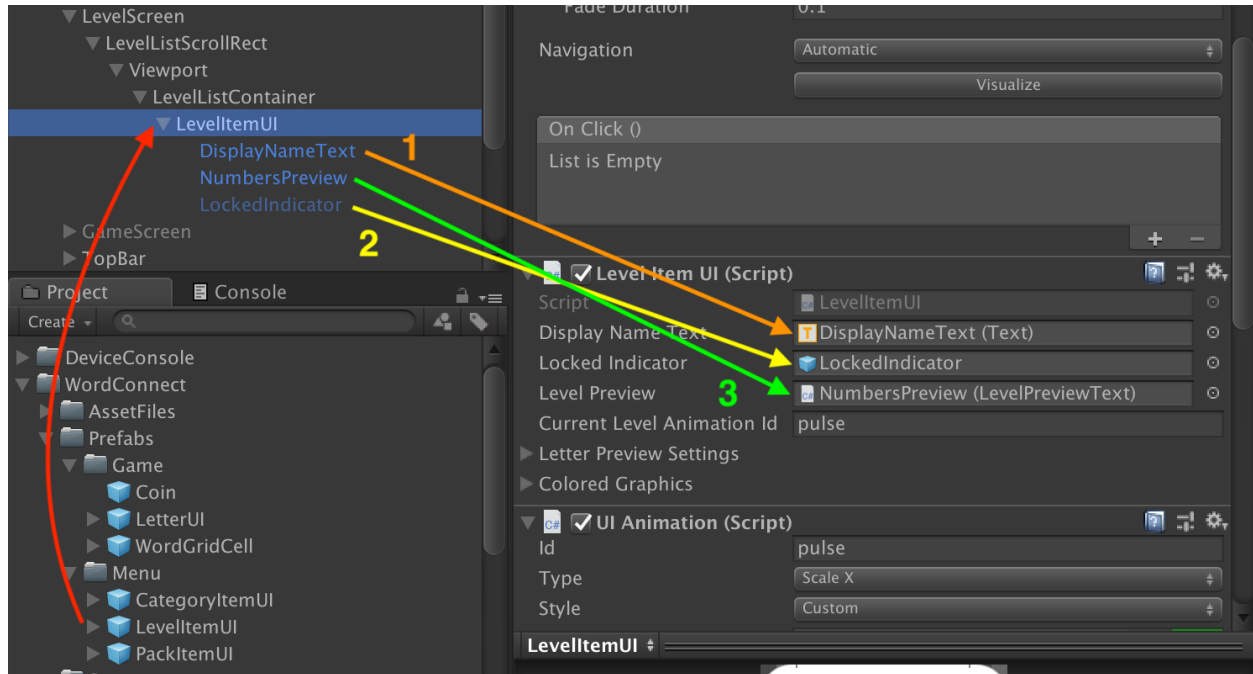 LevelScreen
LevelListScrollRect
Viewport
LevelListContainer
LevelItemUI
DisplayNameText
NumbersPreview
LockedIndicator
GameScreen
TopBar
1
2
3
Project
Console
Create
DeviceConsole
WordConnect
AssetFiles
Prefabs
Game
Coin
LetterUI
WordGridCell
Menu
CategoryItemUI
LevelItemUI
PackItemUI
Fade Duration 0.1
Navigation Automatic
Visualize
On Click ()
List is Empty
+ −
C# Level Item UI (Script)
Script C# LevelItemUI
Display Name Text T DisplayNameText (Text)
Locked Indicator LockedIndicator
Level Preview C# NumbersPreview (LevelPreviewText)
Current Level Animation Id pulse
Letter Preview Settings
Colored Graphics
C# UI Animation (Script)
Id pulse
Type Scale X
Style Custom
LevelItemUI